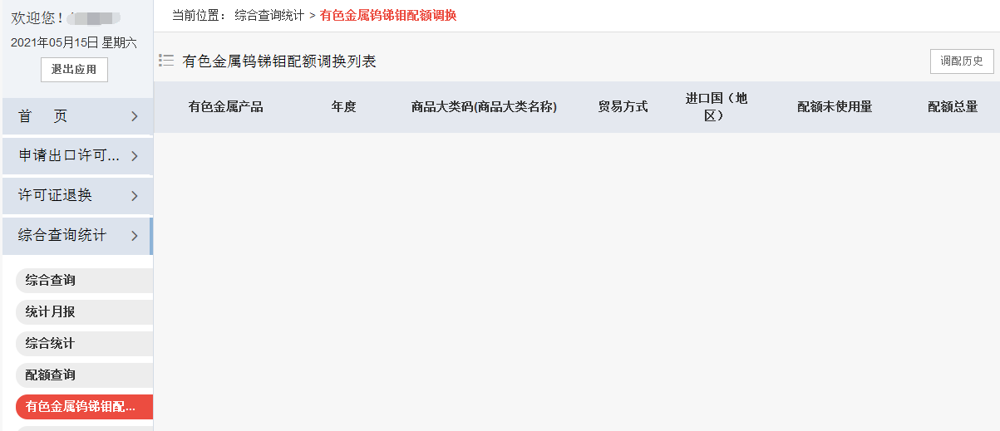 欢迎您！
2021年05月15日 星期六
退出应用
首 页
申请出口许可...
许可证退换
综合查询统计
综合查询
统计月报
综合统计
配额查询
有色金属钨锑钼配...
当前位置： 综合查询统计 > 有色金属钨锑钼配额调换
有色金属钨锑钼配额调换列表
调配历史
有色金属产品 年度 商品大类码(商品大类名称) 贸易方式 进口国（地
区） 配额未使用量 配额总量